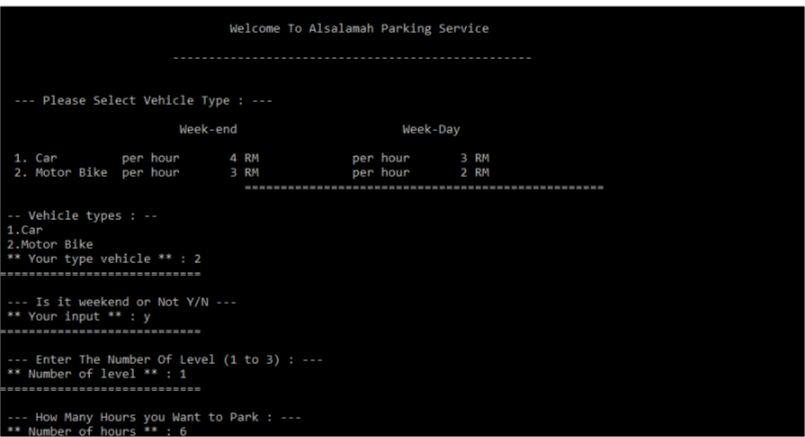 Welcome To Alsalamah Parking Service
--------------------------------------------------
--- Please Select Vehicle Type : ---
Week-end Week-Day
1. Car per hour 4 RM per hour 3 RM
2. Motor Bike per hour 3 RM per hour 2 RM
==================================================
-- Vehicle types : --
1.Car
2.Motor Bike
** Your type vehicle ** : 2
============================
--- Is it weekend or Not Y/N ---
** Your input ** : y
============================
--- Enter The Number Of Level (1 to 3) : ---
** Number of level ** : 1
============================
--- How Many Hours you Want to Park : ---
** Number of hours ** : 6